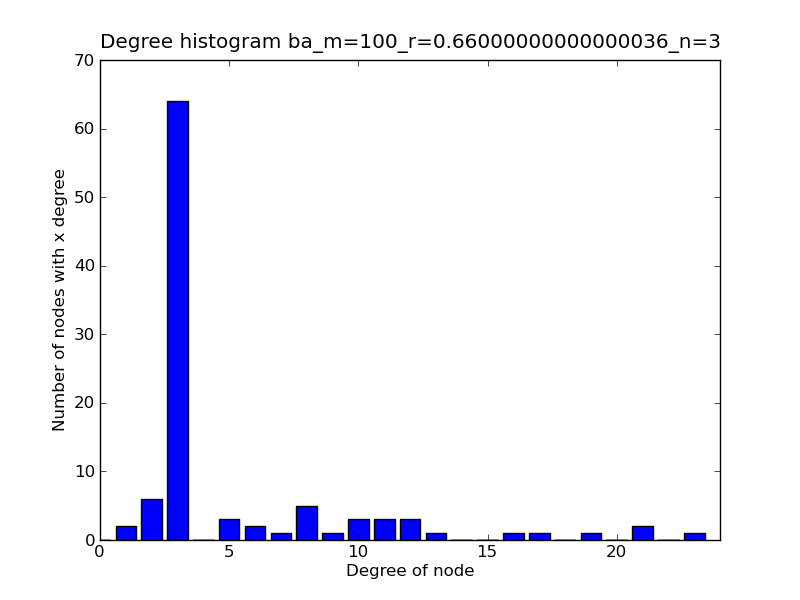 Degree histogram ba_m=100_r=0.66000000000000036_n=3
70
60
50
40
30
20
10
0
0 5 10 15 20
Number of nodes with x degree
Degree of node